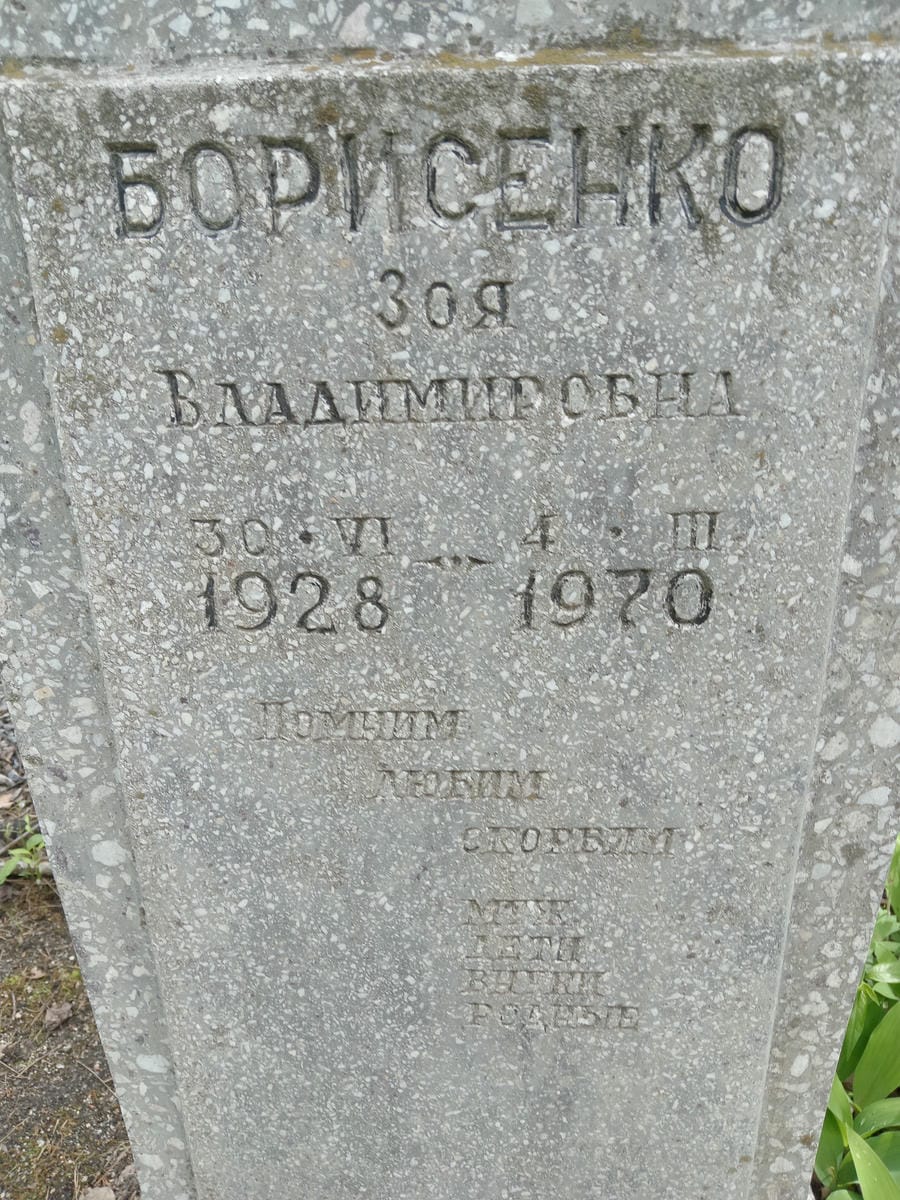 БОРИСЕНКО
Зоя
Владимировна
30 · VI — 4 · III
1928 1970
Помним
любим
скорбим
муж
дети
внуки
родные